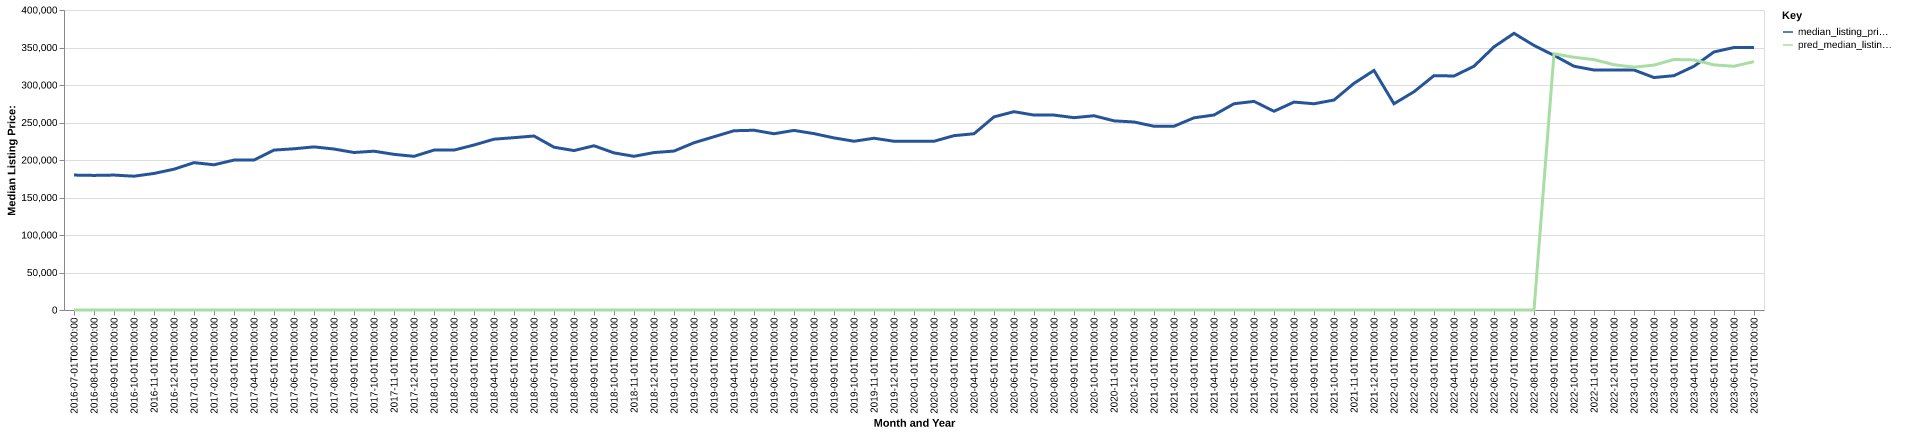 400,000
350,000
300,000
250,000
200,000
150,000
100,000
50,000
0
Median Listing Price:
2016-07-01T00:00:00
2016-08-01T00:00:00
2016-09-01T00:00:00
2016-10-01T00:00:00
2016-11-01T00:00:00
2016-12-01T00:00:00
2017-01-01T00:00:00
2017-02-01T00:00:00
2017-03-01T00:00:00
2017-04-01T00:00:00
2017-05-01T00:00:00
2017-06-01T00:00:00
2017-07-01T00:00:00
2017-08-01T00:00:00
2017-09-01T00:00:00
2017-10-01T00:00:00
2017-11-01T00:00:00
2017-12-01T00:00:00
2018-01-01T00:00:00
2018-02-01T00:00:00
2018-03-01T00:00:00
2018-04-01T00:00:00
2018-05-01T00:00:00
2018-06-01T00:00:00
2018-07-01T00:00:00
2018-08-01T00:00:00
2018-09-01T00:00:00
2018-10-01T00:00:00
2018-11-01T00:00:00
2018-12-01T00:00:00
2019-01-01T00:00:00
2019-02-01T00:00:00
2019-03-01T00:00:00
2019-04-01T00:00:00
2019-05-01T00:00:00
2019-06-01T00:00:00
2019-07-01T00:00:00
2019-08-01T00:00:00
2019-09-01T00:00:00
2019-10-01T00:00:00
2019-11-01T00:00:00
2019-12-01T00:00:00
2020-01-01T00:00:00
2020-02-01T00:00:00
2020-03-01T00:00:00
2020-04-01T00:00:00
2020-05-01T00:00:00
2020-06-01T00:00:00
2020-07-01T00:00:00
2020-08-01T00:00:00
2020-09-01T00:00:00
2020-10-01T00:00:00
2020-11-01T00:00:00
2020-12-01T00:00:00
2021-01-01T00:00:00
2021-02-01T00:00:00
2021-03-01T00:00:00
2021-04-01T00:00:00
2021-05-01T00:00:00
2021-06-01T00:00:00
2021-07-01T00:00:00
2021-08-01T00:00:00
2021-09-01T00:00:00
2021-10-01T00:00:00
2021-11-01T00:00:00
2021-12-01T00:00:00
2022-01-01T00:00:00
2022-02-01T00:00:00
2022-03-01T00:00:00
2022-04-01T00:00:00
2022-05-01T00:00:00
2022-06-01T00:00:00
2022-07-01T00:00:00
2022-08-01T00:00:00
2022-09-01T00:00:00
2022-10-01T00:00:00
2022-11-01T00:00:00
2022-12-01T00:00:00
2023-01-01T00:00:00
2023-02-01T00:00:00
2023-03-01T00:00:00
2023-04-01T00:00:00
2023-05-01T00:00:00
2023-06-01T00:00:00
2023-07-01T00:00:00
Month and Year
Key
median_listing_pri…
pred_median_listin…